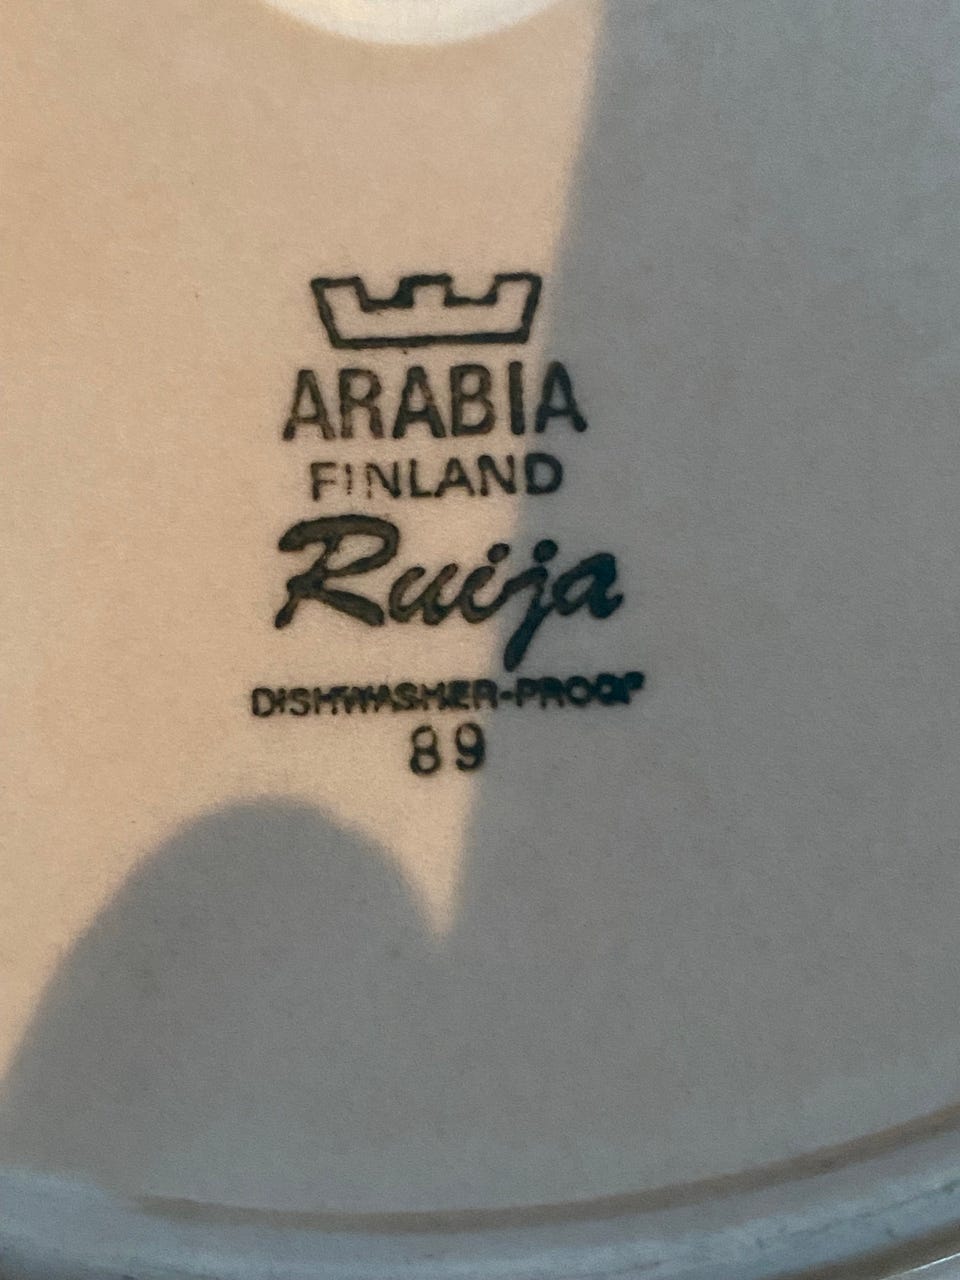 ARABIA
FINLAND
Ruija
DISHWASHER-PROOF
89